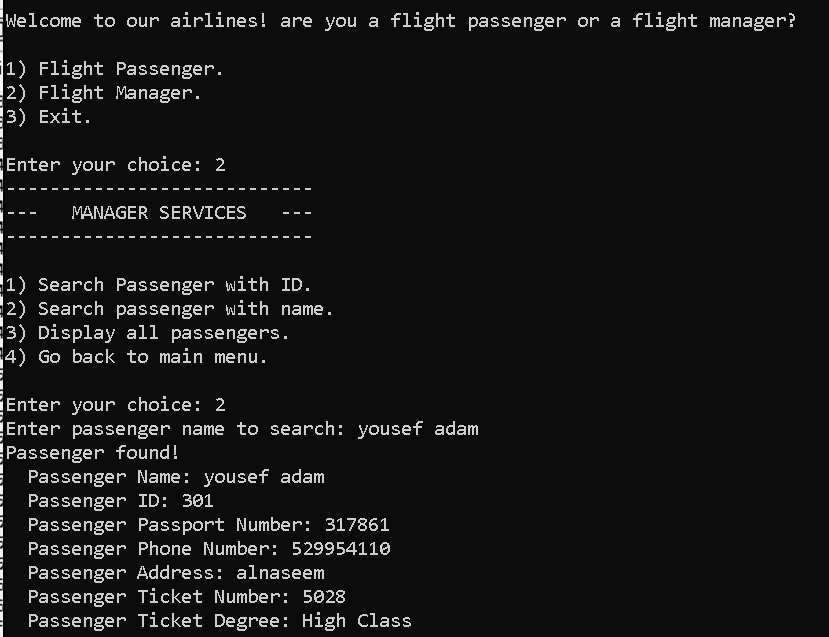 Welcome to our airlines! are you a flight passenger or a flight manager?
1) Flight Passenger.
2) Flight Manager.
3) Exit.
Enter your choice: 2
----------------------------
---   MANAGER SERVICES   ---
----------------------------
1) Search Passenger with ID.
2) Search passenger with name.
3) Display all passengers.
4) Go back to main menu.
Enter your choice: 2
Enter passenger name to search: yousef adam
Passenger found!
  Passenger Name: yousef adam
  Passenger ID: 301
  Passenger Passport Number: 317861
  Passenger Phone Number: 529954110
  Passenger Address: alnaseem
  Passenger Ticket Number: 5028
  Passenger Ticket Degree: High Class